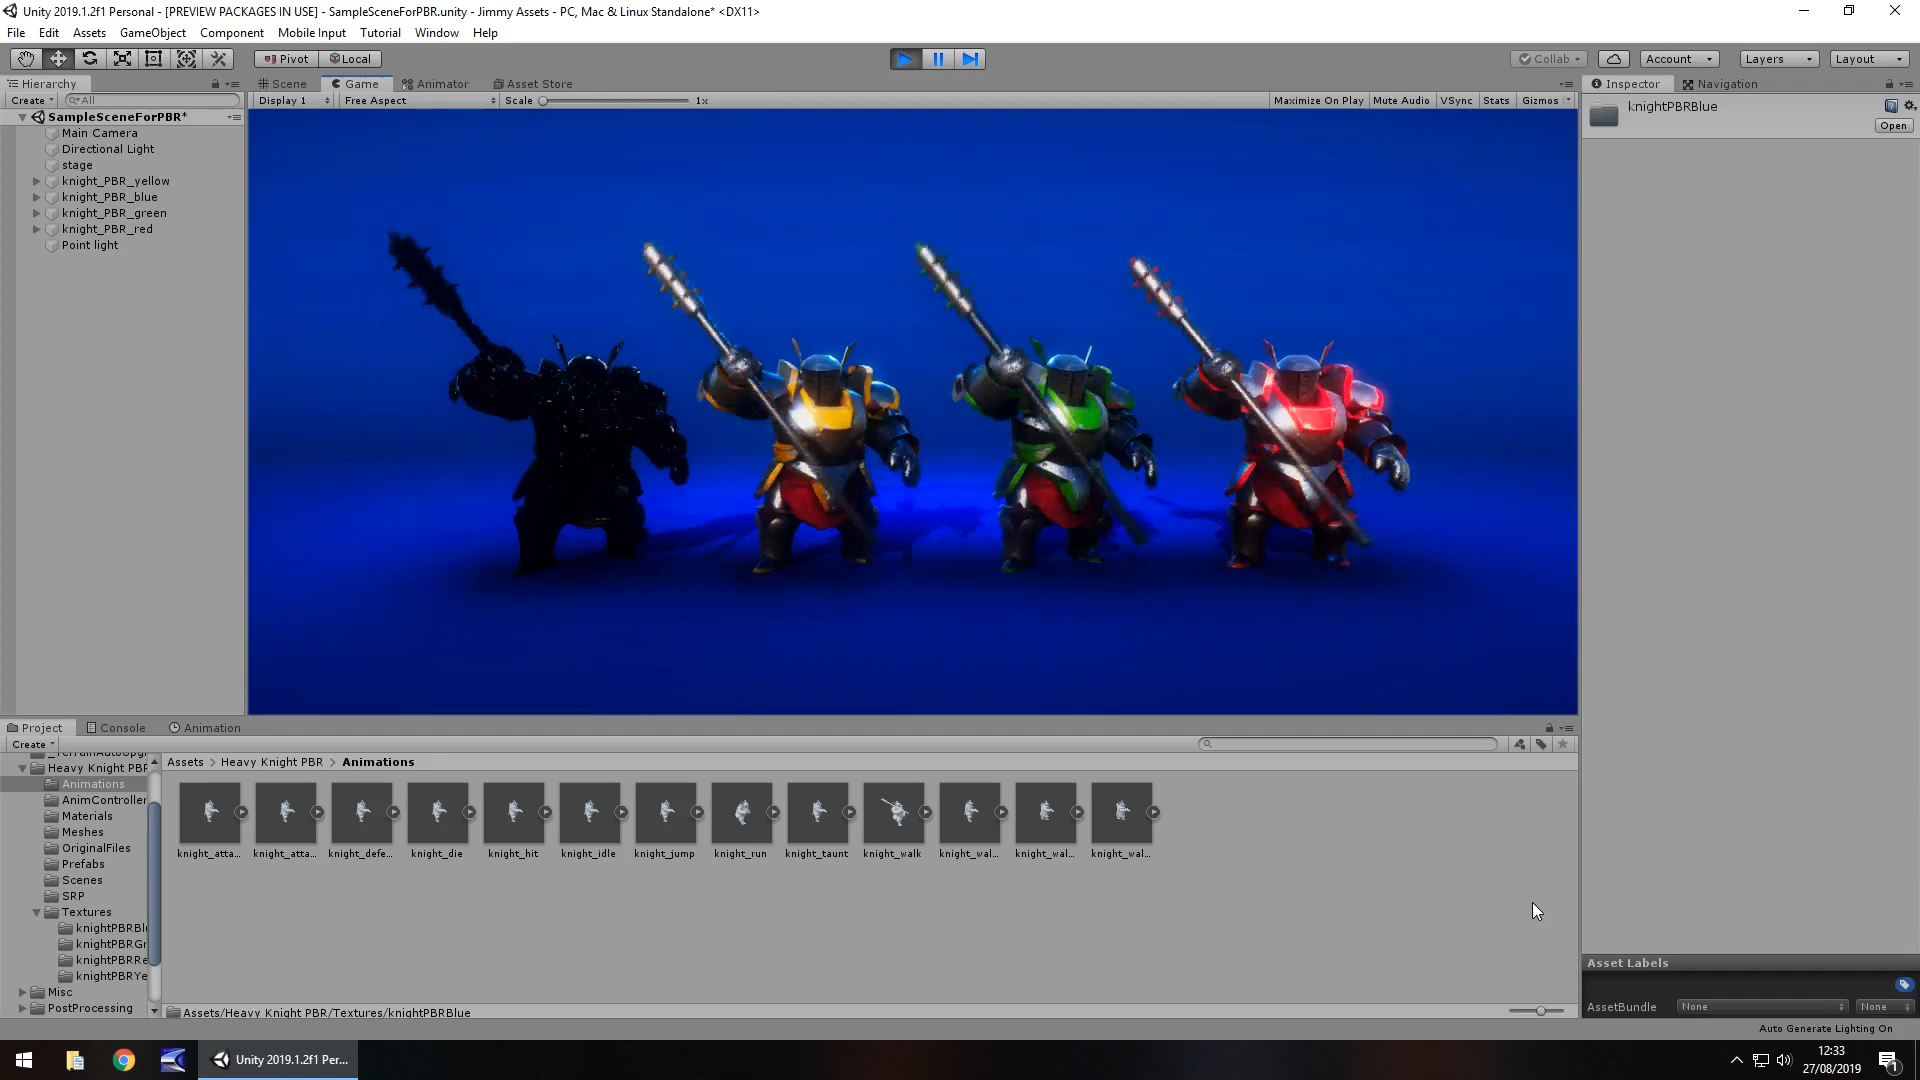 Unity 2019.1.2f1 Personal - [PREVIEW PACKAGES IN USE] - SampleSceneForPBR.unity - Jimmy Assets - PC, Mac & Linux Standalone* <DX11>
File Edit Assets GameObject Component Mobile Input Tutorial Window Help
Pivot Local Collab Account Layers Layout
Hierarchy Scene Game Animator Asset Store Inspector Navigation
Create All Display 1 Free Aspect Scale 1x Maximize On Play Mute Audio VSync Stats Gizmos
knightPBRBlue
Open
SampleSceneForPBR*
Main Camera
Directional Light
stage
knight_PBR_yellow
knight_PBR_blue
knight_PBR_green
knight_PBR_red
Point light
Project Console Animation
Create
Heavy Knight PBR
Animations
AnimController
Materials
Meshes
OriginalFiles
Prefabs
Scenes
SRP
Textures
knightPBRBlu
knightPBRGr
knightPBRRe
knightPBRYe
Misc
PostProcessing
Assets > Heavy Knight PBR > Animations
knight_atta... knight_atta... knight_defe... knight_die knight_hit knight_idle knight_jump knight_run knight_taunt knight_walk knight_wal... knight_wal... knight_wal...
Assets/Heavy Knight PBR/Textures/knightPBRBlue
Asset Labels
AssetBundle None None
Auto Generate Lighting On
Unity 2019.1.2f1 Per...
12:33
27/08/2019
1